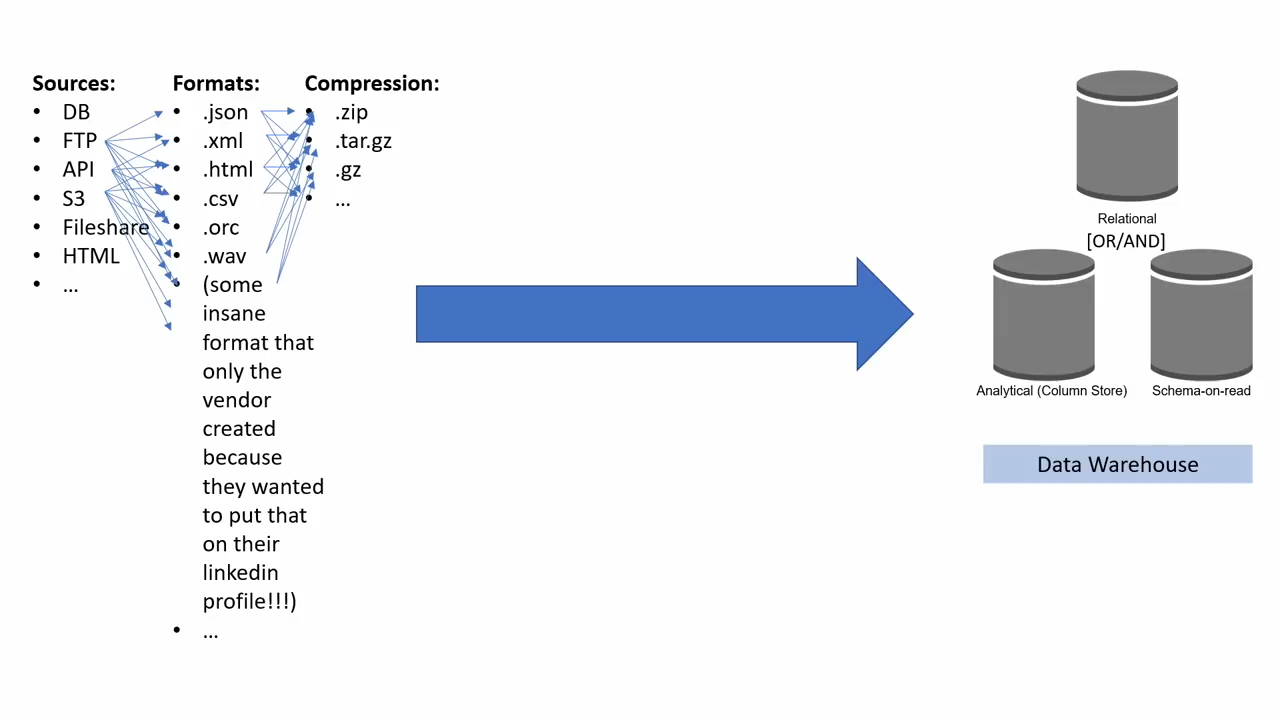 Sources:
• DB
• FTP
• API
• S3
• Fileshare
• HTML
• ...
Formats:
• .json
• .xml
• .html
• .csv
• .orc
• .wav
• (some
insane
format that
only the
vendor
created
because
they wanted
to put that
on their
linkedin
profile!!!)
• ...
Compression:
• .zip
• .tar.gz
• .gz
• ...
Relational
[OR/AND]
Analytical (Column Store)
Schema-on-read
Data Warehouse